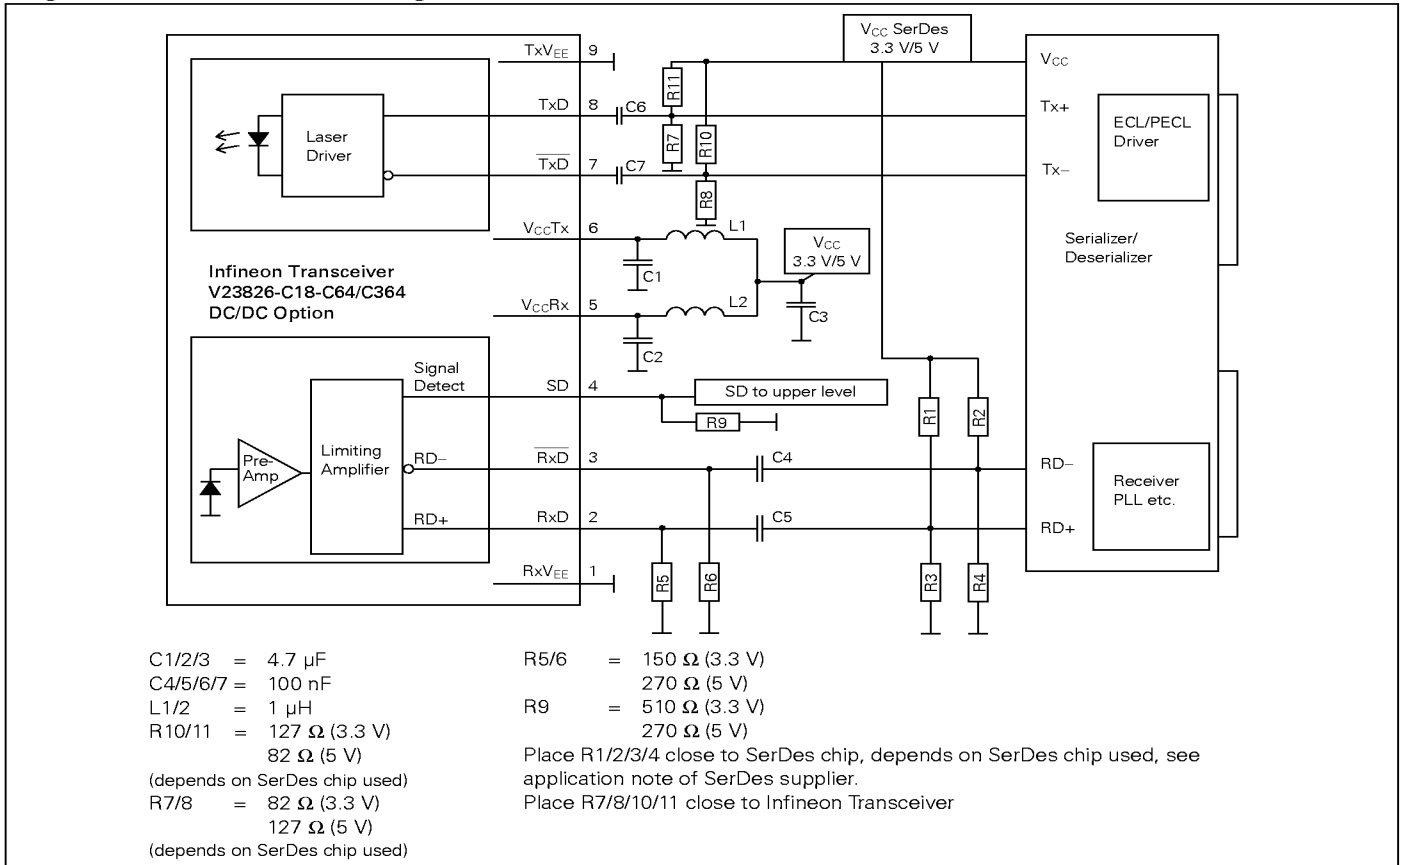 V_CC SerDes
3.3 V/5 V
TxV_EE 9
V_CC
R11
TxD 8 C6
Tx+
Laser
Driver
ECL/PECL
Driver
R7
R10
TxD 7 C7
Tx−
R8
V_CCTx 6 L1
V_CC
3.3 V/5 V
Serializer/
Deserializer
C1
Infineon Transceiver
V23826-C18-C64/C364
DC/DC Option
V_CCRx 5 L2
C3
C2
Signal
Detect
SD 4
SD to upper level
R9
R1
R2
Pre-
Amp
Limiting
Amplifier
RD−
RxD 3 C4
RD−
Receiver
PLL etc.
RD+
RxD 2 C5
RD+
RxV_EE 1
R5
R6
R3
R4
C1/2/3 = 4.7 µF
C4/5/6/7 = 100 nF
L1/2 = 1 µH
R10/11 = 127 Ω (3.3 V)
82 Ω (5 V)
(depends on SerDes chip used)
R7/8 = 82 Ω (3.3 V)
127 Ω (5 V)
(depends on SerDes chip used)
R5/6 = 150 Ω (3.3 V)
270 Ω (5 V)
R9 = 510 Ω (3.3 V)
270 Ω (5 V)
Place R1/2/3/4 close to SerDes chip, depends on SerDes chip used, see
application note of SerDes supplier.
Place R7/8/10/11 close to Infineon Transceiver